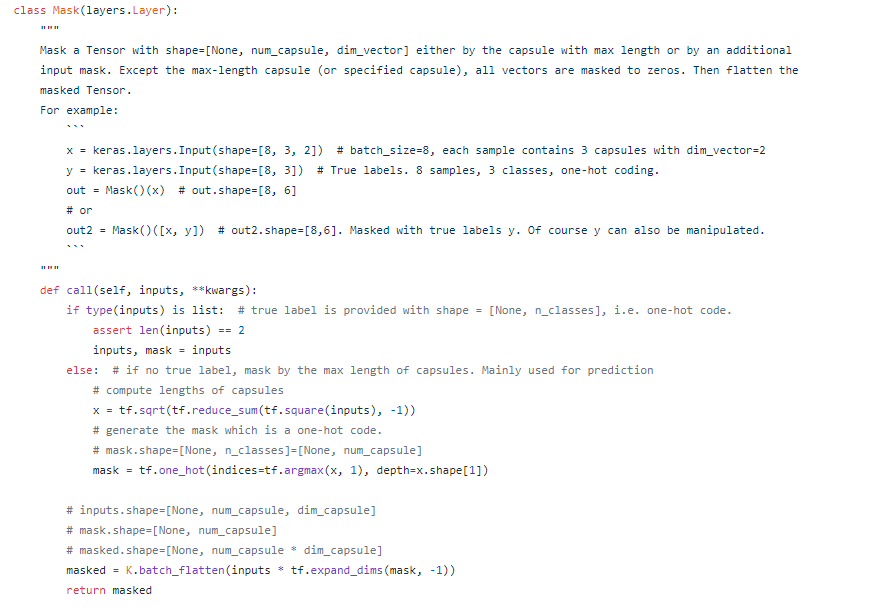 class Mask(layers.Layer):
    """
    Mask a Tensor with shape=[None, num_capsule, dim_vector] either by the capsule with max length or by an additional
    input mask. Except the max-length capsule (or specified capsule), all vectors are masked to zeros. Then flatten the
    masked Tensor.
    For example:
        ```
        x = keras.layers.Input(shape=[8, 3, 2])  # batch_size=8, each sample contains 3 capsules with dim_vector=2
        y = keras.layers.Input(shape=[8, 3])  # True labels. 8 samples, 3 classes, one-hot coding.
        out = Mask()(x)  # out.shape=[8, 6]
        # or
        out2 = Mask()([x, y])  # out2.shape=[8,6]. Masked with true labels y. Of course y can also be manipulated.
        ```
    """
    def call(self, inputs, **kwargs):
        if type(inputs) is list:  # true label is provided with shape = [None, n_classes], i.e. one-hot code.
            assert len(inputs) == 2
            inputs, mask = inputs
        else:  # if no true label, mask by the max length of capsules. Mainly used for prediction
            # compute lengths of capsules
            x = tf.sqrt(tf.reduce_sum(tf.square(inputs), -1))
            # generate the mask which is a one-hot code.
            # mask.shape=[None, n_classes]=[None, num_capsule]
            mask = tf.one_hot(indices=tf.argmax(x, 1), depth=x.shape[1])

        # inputs.shape=[None, num_capsule, dim_capsule]
        # mask.shape=[None, num_capsule]
        # masked.shape=[None, num_capsule * dim_capsule]
        masked = K.batch_flatten(inputs * tf.expand_dims(mask, -1))
        return masked